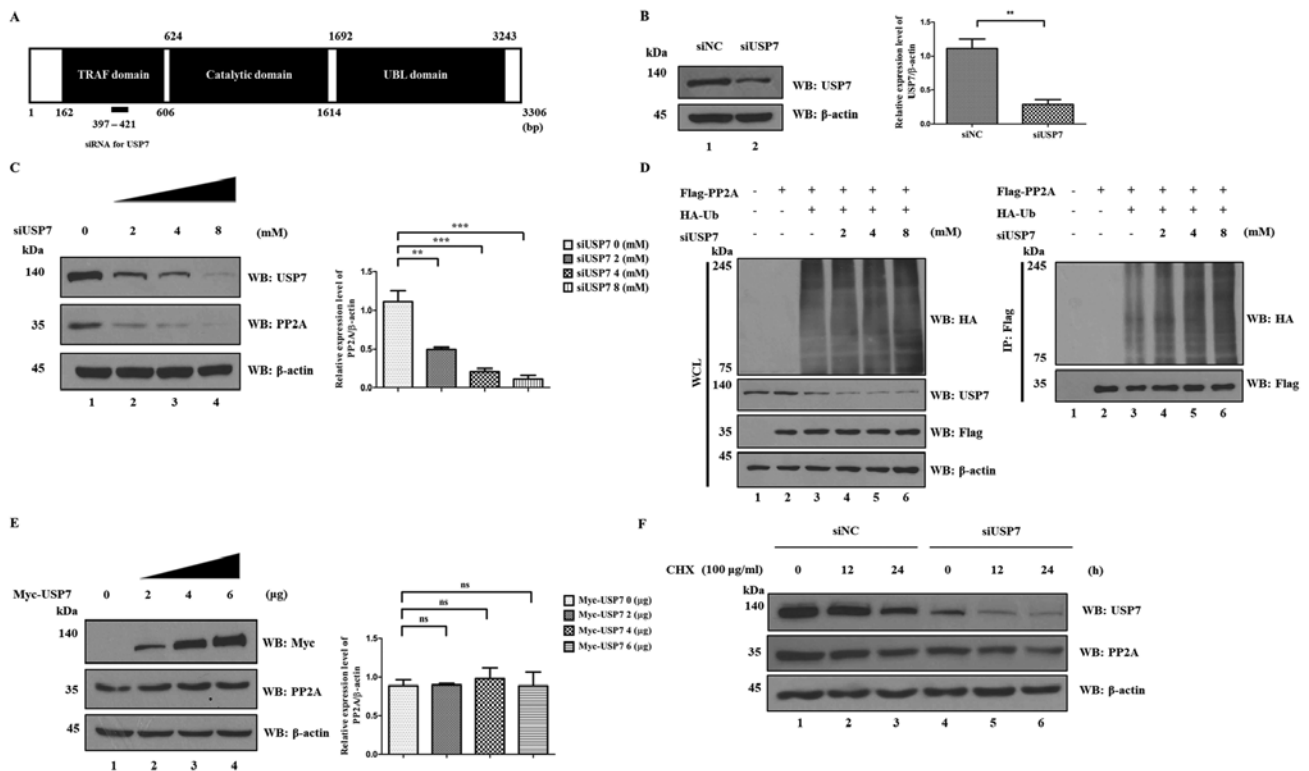 A
624 1692 3243
TRAF domain Catalytic domain UBL domain
1 162 606 1614 3306
397 – 421 (bp)
siRNA for USP7
B
kDa siNC siUSP7
140 WB: USP7
45 WB: β-actin
1 2
Relative expression level of
USP7/β-actin
**
1.5
1.0
0.5
0.0
siNC siUSP7
C
siUSP7 0 2 4 8 (mM)
kDa
140 WB: USP7
35 WB: PP2A
45 WB: β-actin
1 2 3 4
Relative expression level of
PP2A/β-actin
***
***
**
1.5
1.0
0.5
0.0
siUSP7 0 (mM)
siUSP7 2 (mM)
siUSP7 4 (mM)
siUSP7 8 (mM)
D
Flag-PP2A - + + + + +
HA-Ub - - + + + +
siUSP7 - - - 2 4 8 (mM)
kDa
245
WB: HA
75
140
WB: USP7
35 WB: Flag
45
WB: β-actin
WCL
1 2 3 4 5 6
Flag-PP2A - + + + + +
HA-Ub - - + + + +
siUSP7 - - - 2 4 8 (mM)
kDa
245
WB: HA
75
35 WB: Flag
IP: Flag
1 2 3 4 5 6
E
Myc-USP7 0 2 4 6 (µg)
kDa
140 WB: Myc
35 WB: PP2A
45 WB: β-actin
1 2 3 4
Relative expression level of
PP2A/β-actin
ns
ns
ns
1.5
1.0
0.5
0.0
Myc-USP7 0 (µg)
Myc-USP7 2 (µg)
Myc-USP7 4 (µg)
Myc-USP7 6 (µg)
F
siNC siUSP7
CHX (100 µg/ml) 0 12 24 0 12 24 (h)
kDa
140 WB: USP7
35 WB: PP2A
45 WB: β-actin
1 2 3 4 5 6